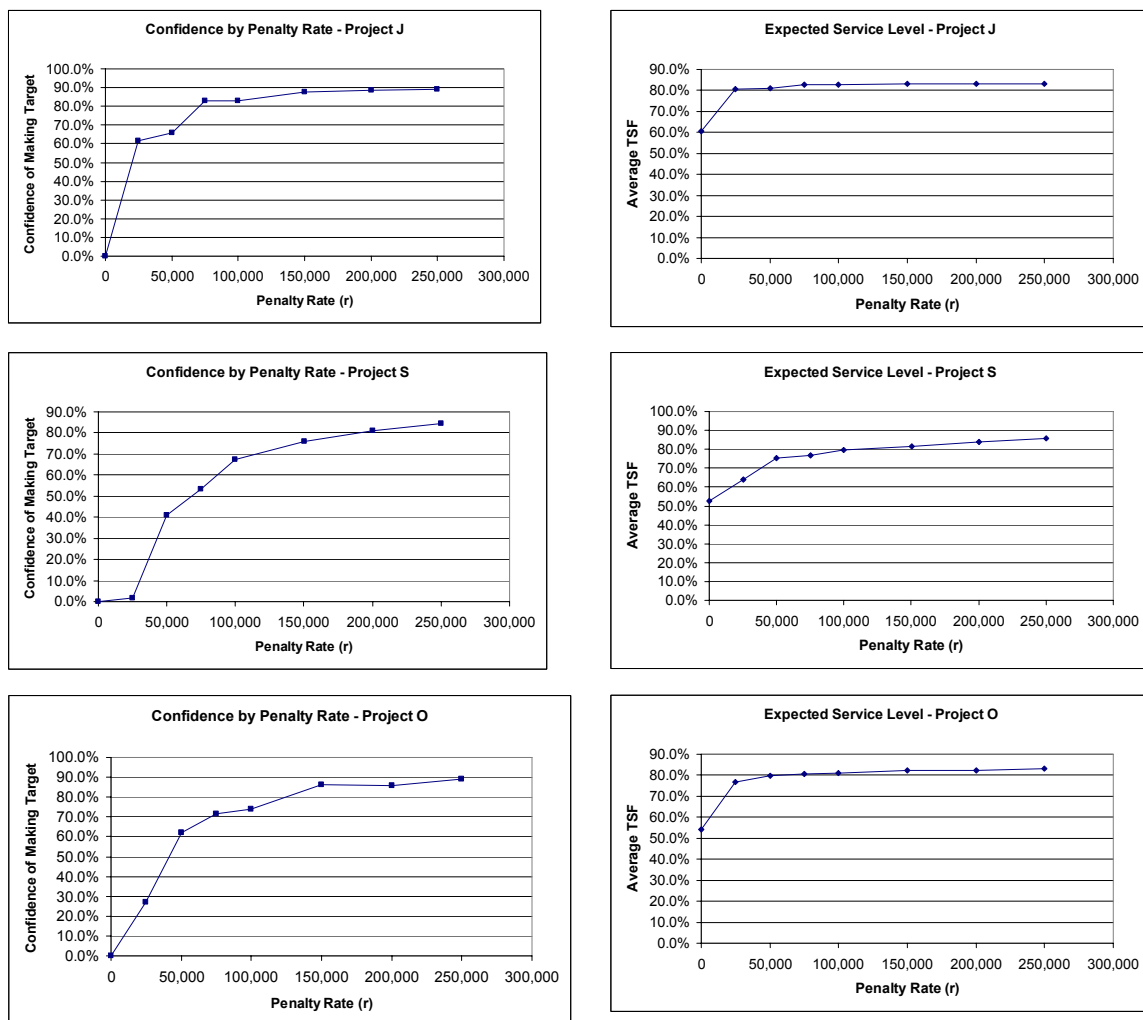 Confidence by Penalty Rate - Project J
100.0%
90.0%
80.0%
70.0%
60.0%
50.0%
40.0%
30.0%
20.0%
10.0%
0.0%
Confidence of Making Target
0 50,000 100,000 150,000 200,000 250,000 300,000
Penalty Rate (r)
Expected Service Level - Project J
90.0%
80.0%
70.0%
60.0%
50.0%
40.0%
30.0%
20.0%
10.0%
0.0%
Average TSF
0 50,000 100,000 150,000 200,000 250,000 300,000
Penalty Rate (r)
Confidence by Penalty Rate - Project S
90.0%
80.0%
70.0%
60.0%
50.0%
40.0%
30.0%
20.0%
10.0%
0.0%
Confidence of Making Target
0 50,000 100,000 150,000 200,000 250,000 300,000
Penalty Rate (r)
Expected Service Level - Project S
100.0%
90.0%
80.0%
70.0%
60.0%
50.0%
40.0%
30.0%
20.0%
10.0%
0.0%
Average TSF
0 50,000 100,000 150,000 200,000 250,000 300,000
Penalty Rate (r)
Confidence by Penalty Rate - Project O
100.0%
90.0%
80.0%
70.0%
60.0%
50.0%
40.0%
30.0%
20.0%
10.0%
0.0%
Confidence of Making Target
0 50,000 100,000 150,000 200,000 250,000 300,000
Penalty Rate (r)
Expected Service Level - Project O
90.0%
80.0%
70.0%
60.0%
50.0%
40.0%
30.0%
20.0%
10.0%
0.0%
Average TSF
0 50,000 100,000 150,000 200,000 250,000 300,000
Penalty Rate (r)